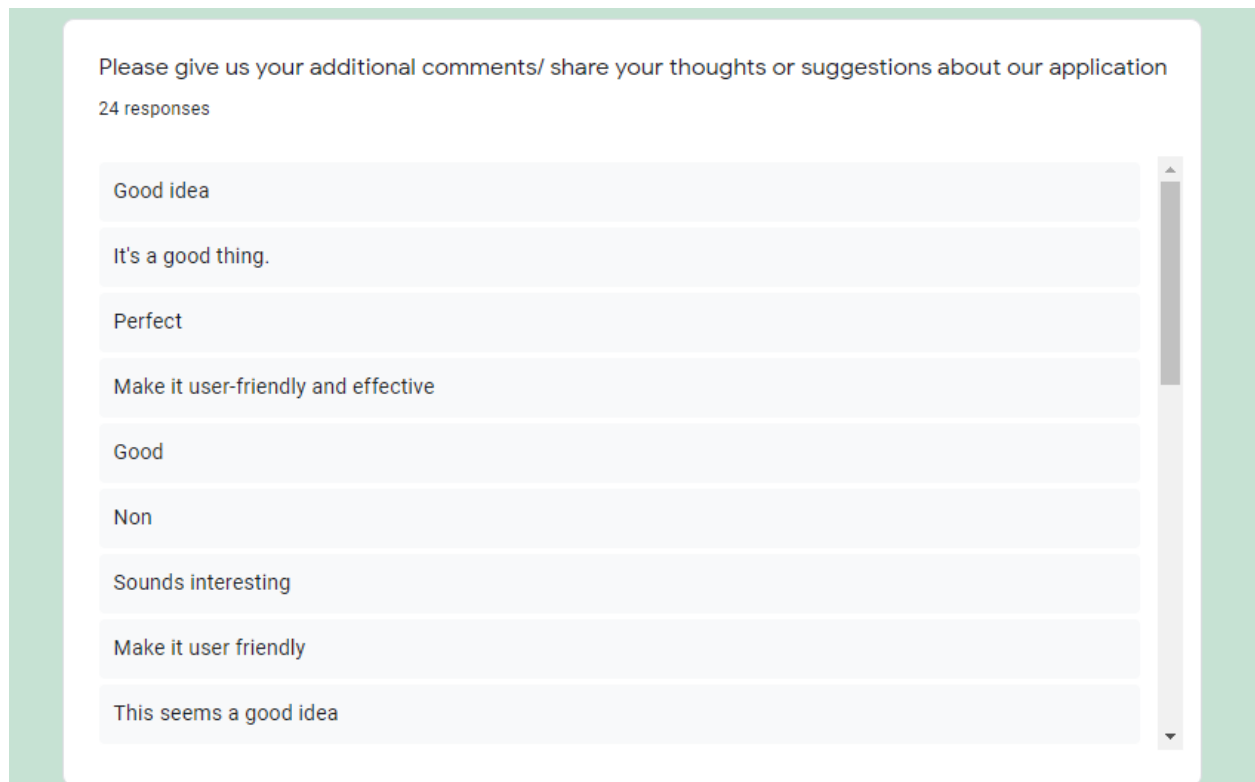 Please give us your additional comments/ share your thoughts or suggestions about our application
24 responses
Good idea
It's a good thing.
Perfect
Make it user-friendly and effective
Good
Non
Sounds interesting
Make it user friendly
This seems a good idea